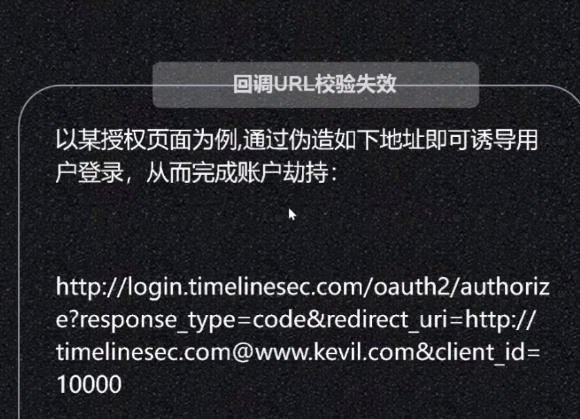 回调URL校验失效
以某授权页面为例,通过伪造如下地址即可诱导用
户登录，从而完成账户劫持：
http://login.timelinesec.com/oauth2/authoriz
e?response_type=code&redirect_uri=http://
timelinesec.com@www.kevil.com&client_id=
10000